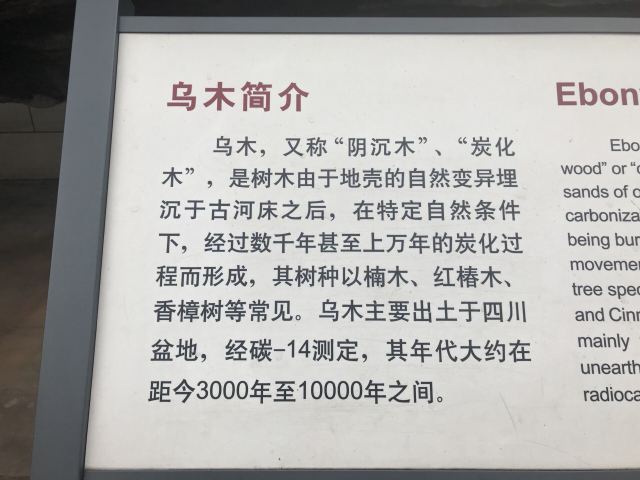 乌木简介
乌木，又称“阴沉木”、“炭化
木”，是树木由于地壳的自然变异埋
沉于古河床之后，在特定自然条件
下，经过数千年甚至上万年的炭化过
程而形成，其树种以楠木、红椿木、
香樟树等常见。乌木主要出土于四川
盆地，经碳-14测定，其年代大约在
距今3000年至10000年之间。
Ebon
Ebo
wood” or “c
sands of o
carboniza
being bur
movemen
tree spec
and Cinn
mainly
unearth
radioca